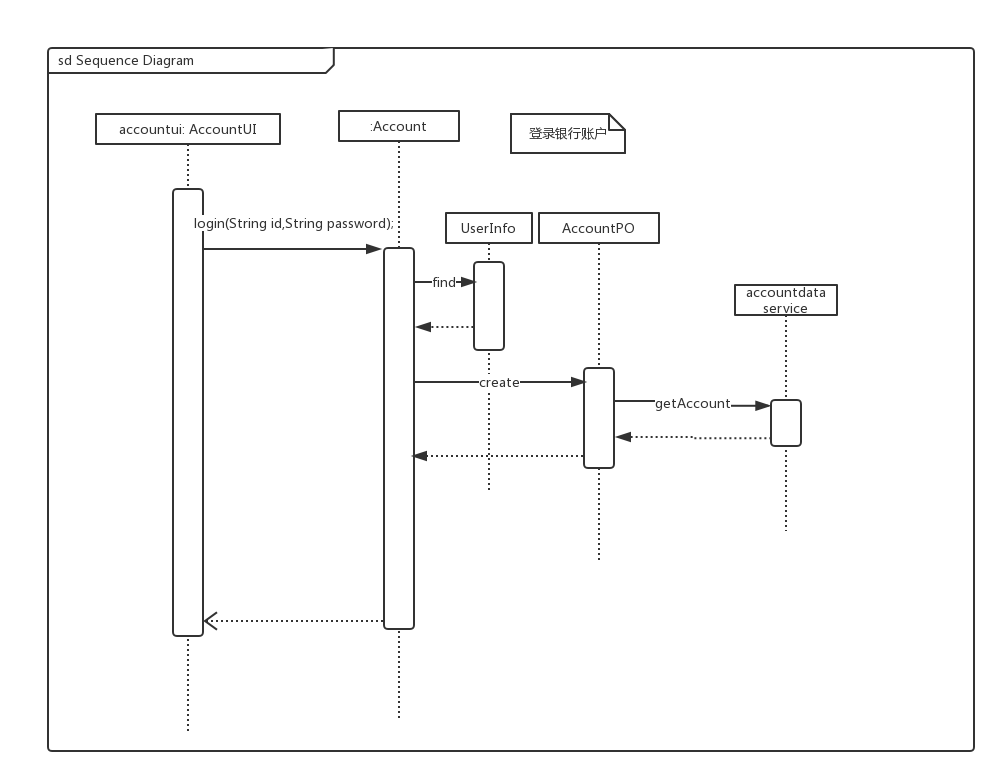 sd Sequence Diagram
accountui: AccountUI
:Account
登录银行账户
login(String id,String password);
UserInfo
AccountPO
find
accountdata
service
create
getAccount